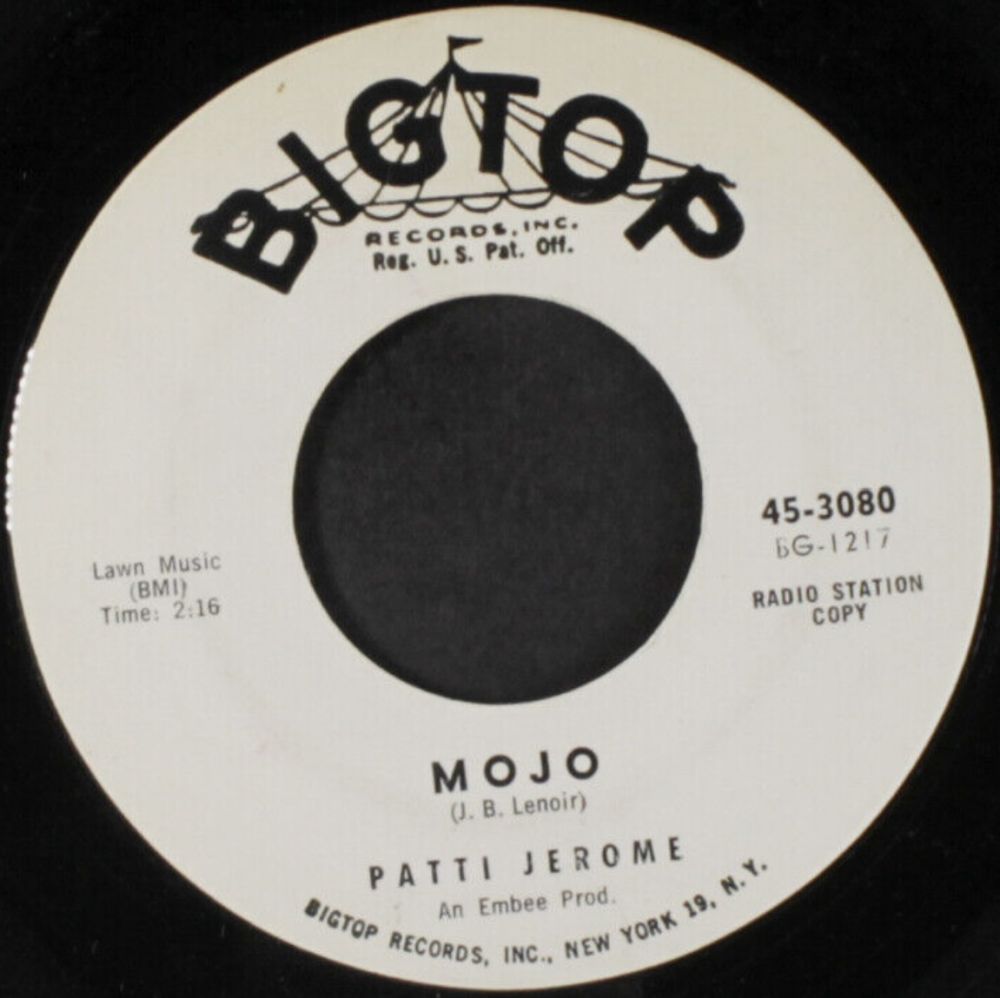 BIGTOP
RECORDS, INC.
Reg. U. S. Pat. Off.
45-3080
BG-1217
RADIO STATION
COPY
Lawn Music
(BMI)
Time: 2:16
MOJO
(J. B. Lenoir)
PATTI JEROME
An Embee Prod.
BIGTOP RECORDS, INC., NEW YORK 19, N. Y.